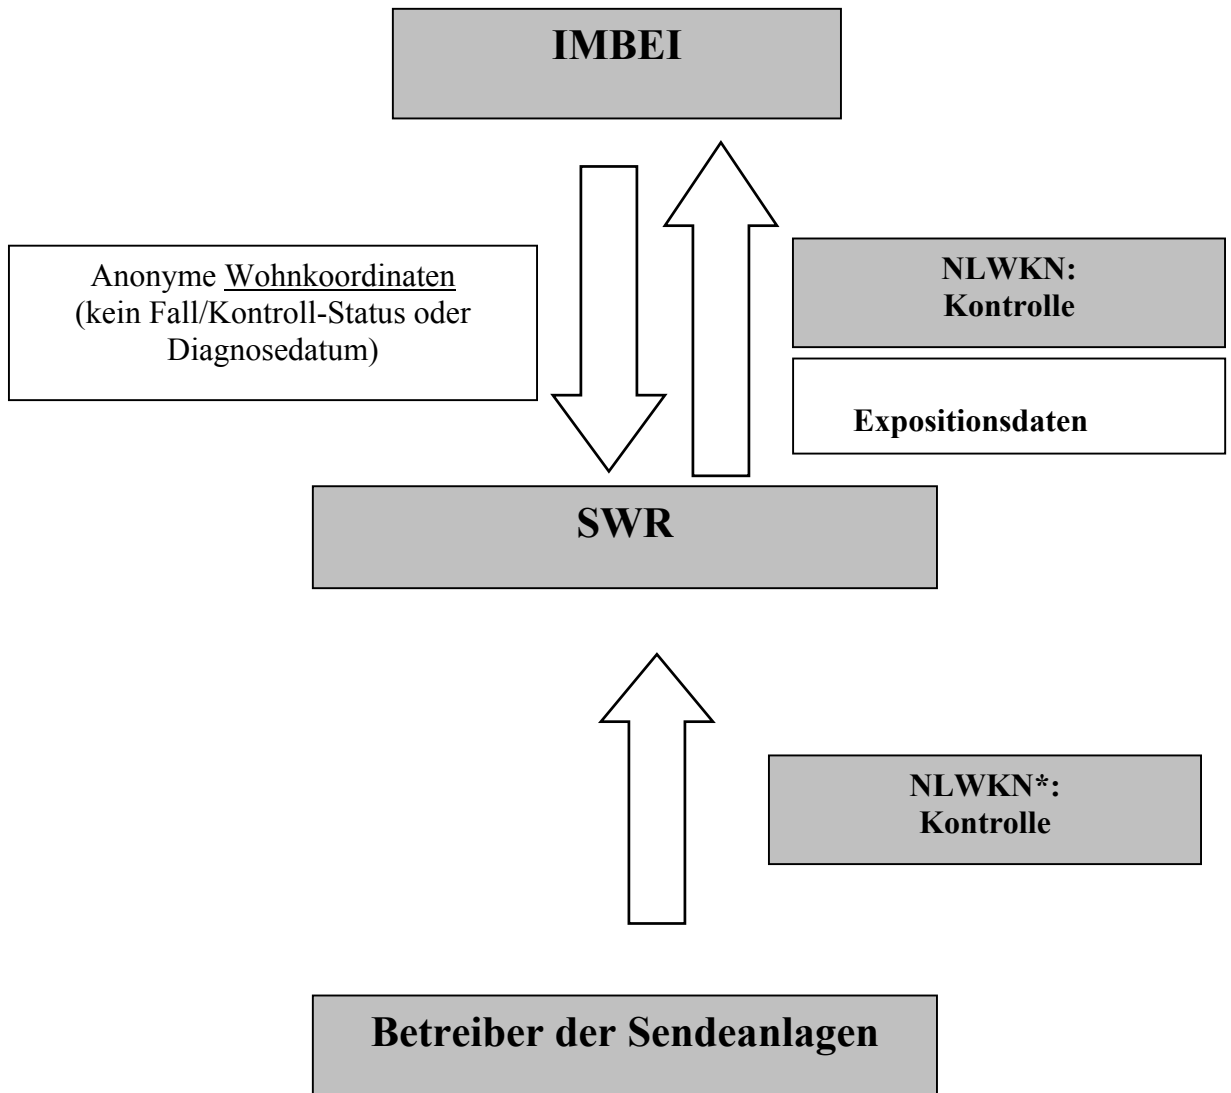 IMBEI
Anonyme Wohnkoordinaten
(kein Fall/Kontroll-Status oder
Diagnosedatum)
NLWKN:
Kontrolle
Expositionsdaten
SWR
NLWKN*:
Kontrolle
Betreiber der Sendeanlagen